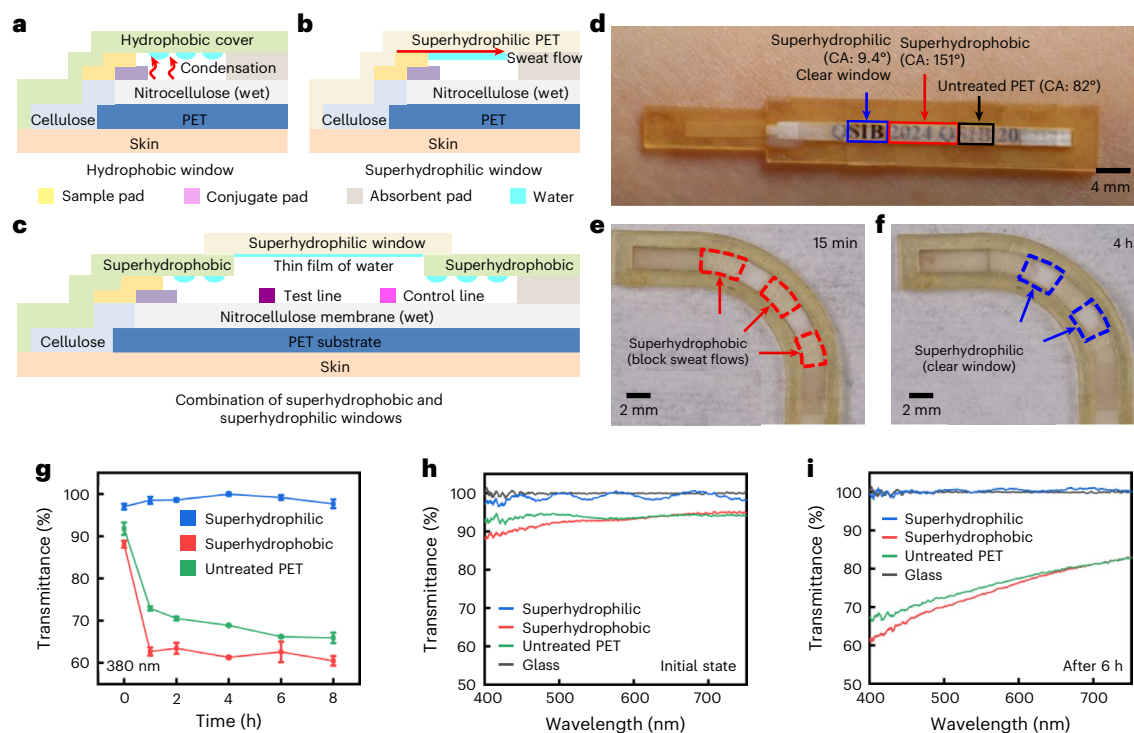 a
Hydrophobic cover
Condensation
Nitrocellulose (wet)
Cellulose
PET
Skin
Hydrophobic window
b
Superhydrophilic PET
Sweat flow
Nitrocellulose (wet)
Cellulose
PET
Skin
Superhydrophilic window
Sample pad
Conjugate pad
Absorbent pad
Water
c
Superhydrophilic window
Superhydrophobic
Superhydrophobic
Thin film of water
Test line
Control line
Nitrocellulose membrane (wet)
Cellulose
PET substrate
Skin
Combination of superhydrophobic and
superhydrophilic windows
d
Superhydrophilic
(CA: 9.4°)
Clear window
Superhydrophobic
(CA: 151°)
Untreated PET (CA: 82°)
QSIB 2024 QSIB 20
4 mm
e
15 min
Superhydrophobic
(block sweat flows)
2 mm
f
4 h
Superhydrophilic
(clear window)
2 mm
g
Transmittance (%)
100
90
80
70
60
Superhydrophilic
Superhydrophobic
Untreated PET
380 nm
0
2
4
6
8
Time (h)
h
Transmittance (%)
100
90
80
70
60
50
Superhydrophilic
Superhydrophobic
Untreated PET
Glass
Initial state
400
500
600
700
Wavelength (nm)
i
Transmittance (%)
100
90
80
70
60
50
Superhydrophilic
Superhydrophobic
Untreated PET
Glass
After 6 h
400
500
600
700
Wavelength (nm)